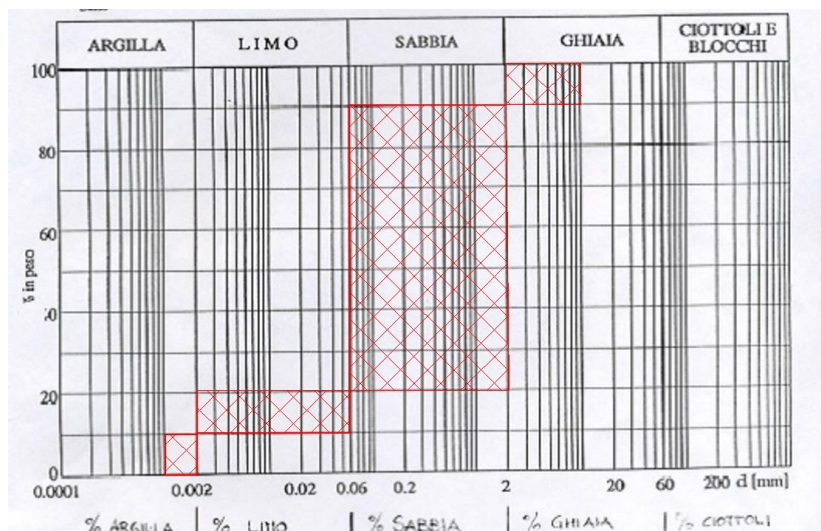 ARGILLA LIMO SABBIA GHIAIA CIOTTOLI E BLOCCHI
100
80
60
% in peso
20
0
0.0001 0.002 0.02 0.06 0.2 2 20 60 200 d [mm]
% ARGILLA % LIMO % SABBIA % GHIAIA % CIOTTOLI